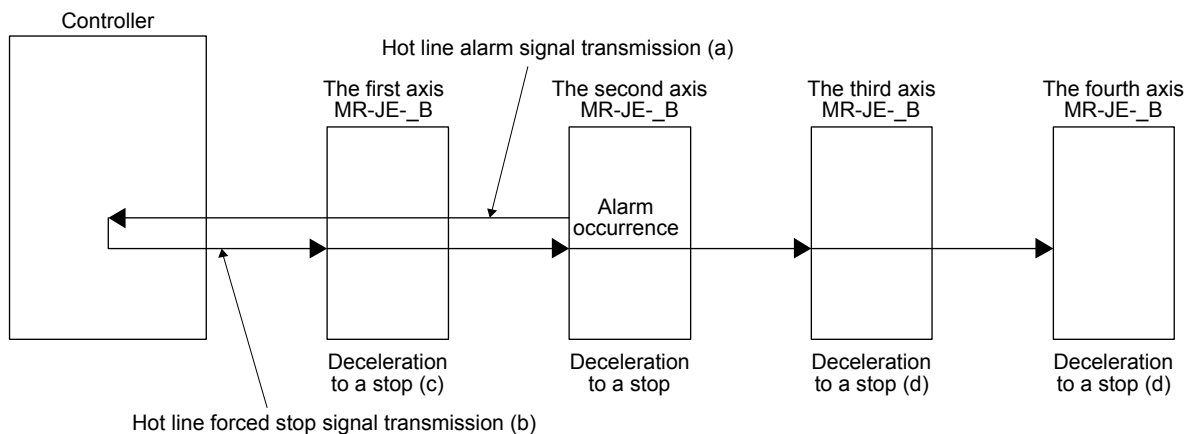 Controller
Hot line alarm signal transmission (a)
The first axis
MR-JE-_B
The second axis
MR-JE-_B
The third axis
MR-JE-_B
The fourth axis
MR-JE-_B
Alarm
occurrence
Deceleration
to a stop (c)
Deceleration
to a stop
Deceleration
to a stop (d)
Deceleration
to a stop (d)
Hot line forced stop signal transmission (b)